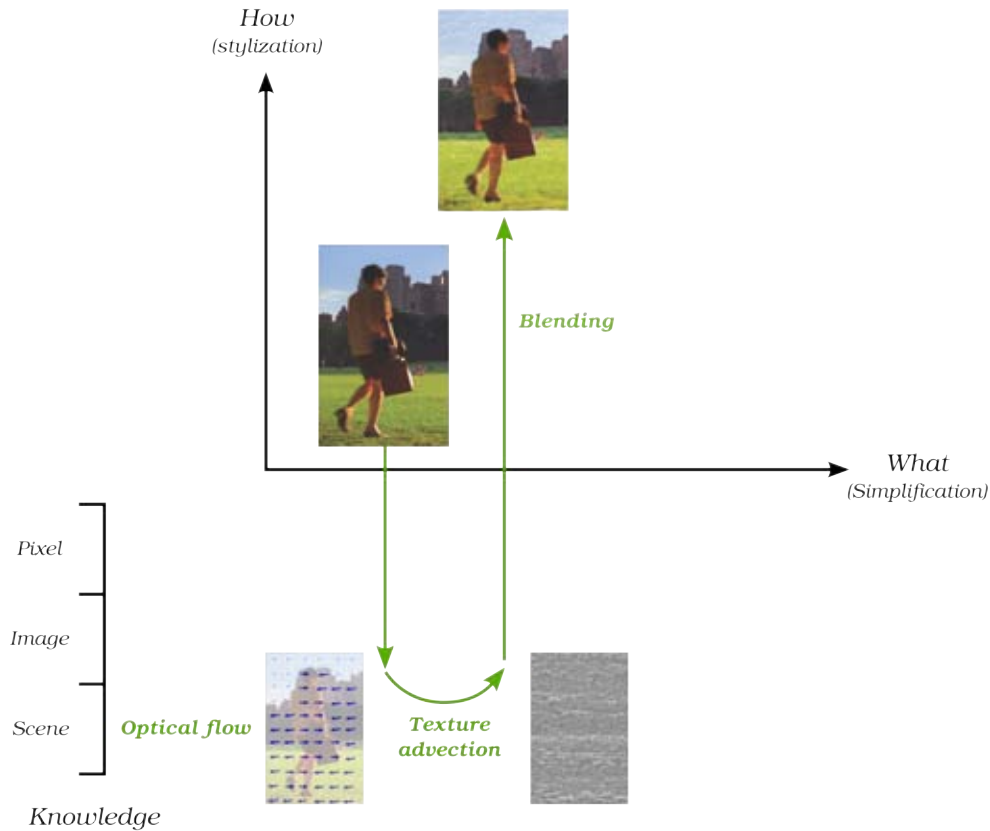 How
(stylization)
Blending
What
(Simplification)
Pixel
Image
Scene
Optical flow
Texture
advection
Knowledge